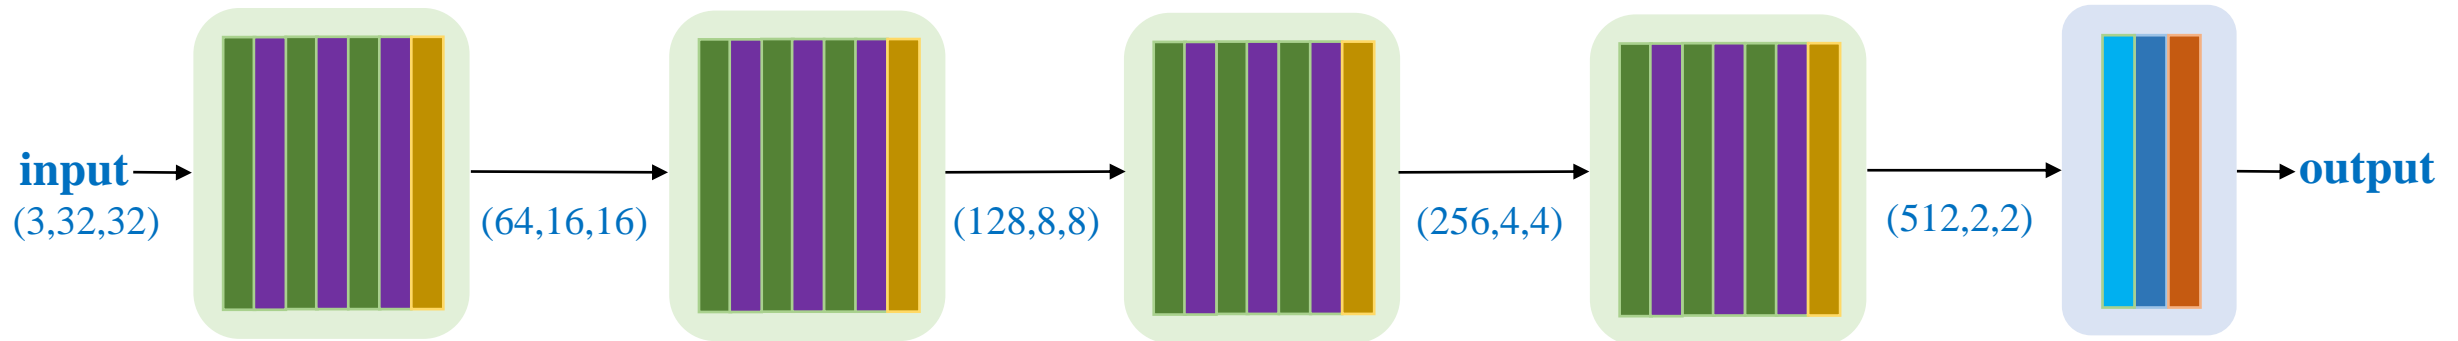 input
(3,32,32)
(64,16,16)
(128,8,8)
(256,4,4)
(512,2,2)
output